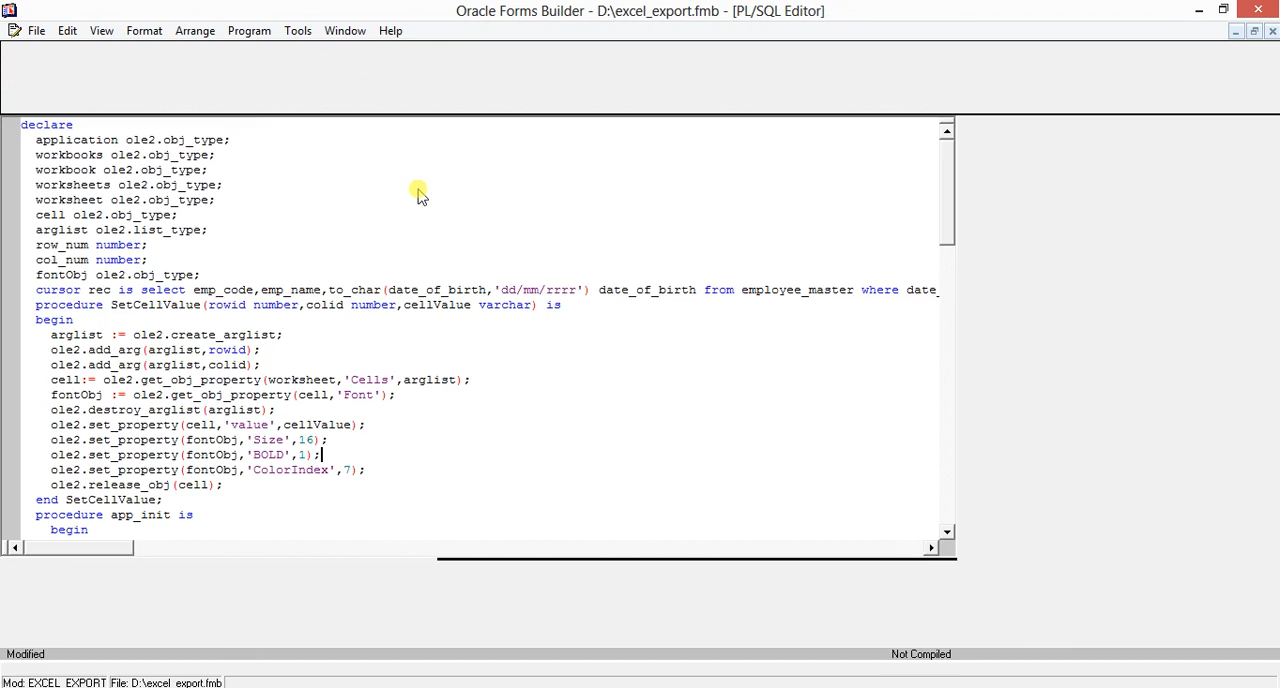 Oracle Forms Builder - D:\excel_export.fmb - [PL/SQL Editor]
File Edit View Format Arrange Program Tools Window Help
declare
application ole2.obj_type;
workbooks ole2.obj_type;
workbook ole2.obj_type;
worksheets ole2.obj_type;
worksheet ole2.obj_type;
cell ole2.obj_type;
arglist ole2.list_type;
row_num number;
col_num number;
fontObj ole2.obj_type;
cursor rec is select emp_code,emp_name,to_char(date_of_birth,'dd/mm/rrrr') date_of_birth from employee_master where date_
procedure SetCellValue(rowid number,colid number,cellValue varchar) is
begin
arglist := ole2.create_arglist;
ole2.add_arg(arglist,rowid);
ole2.add_arg(arglist,colid);
cell:= ole2.get_obj_property(worksheet,'Cells',arglist);
fontObj := ole2.get_obj_property(cell,'Font');
ole2.destroy_arglist(arglist);
ole2.set_property(cell,'value',cellValue);
ole2.set_property(fontObj,'Size',16);
ole2.set_property(fontObj,'BOLD',1);
ole2.set_property(fontObj,'ColorIndex',7);
ole2.release_obj(cell);
end SetCellValue;
procedure app_init is
begin
Modified Not Compiled
Mod: EXCEL_EXPORT File: D:\excel_export.fmb